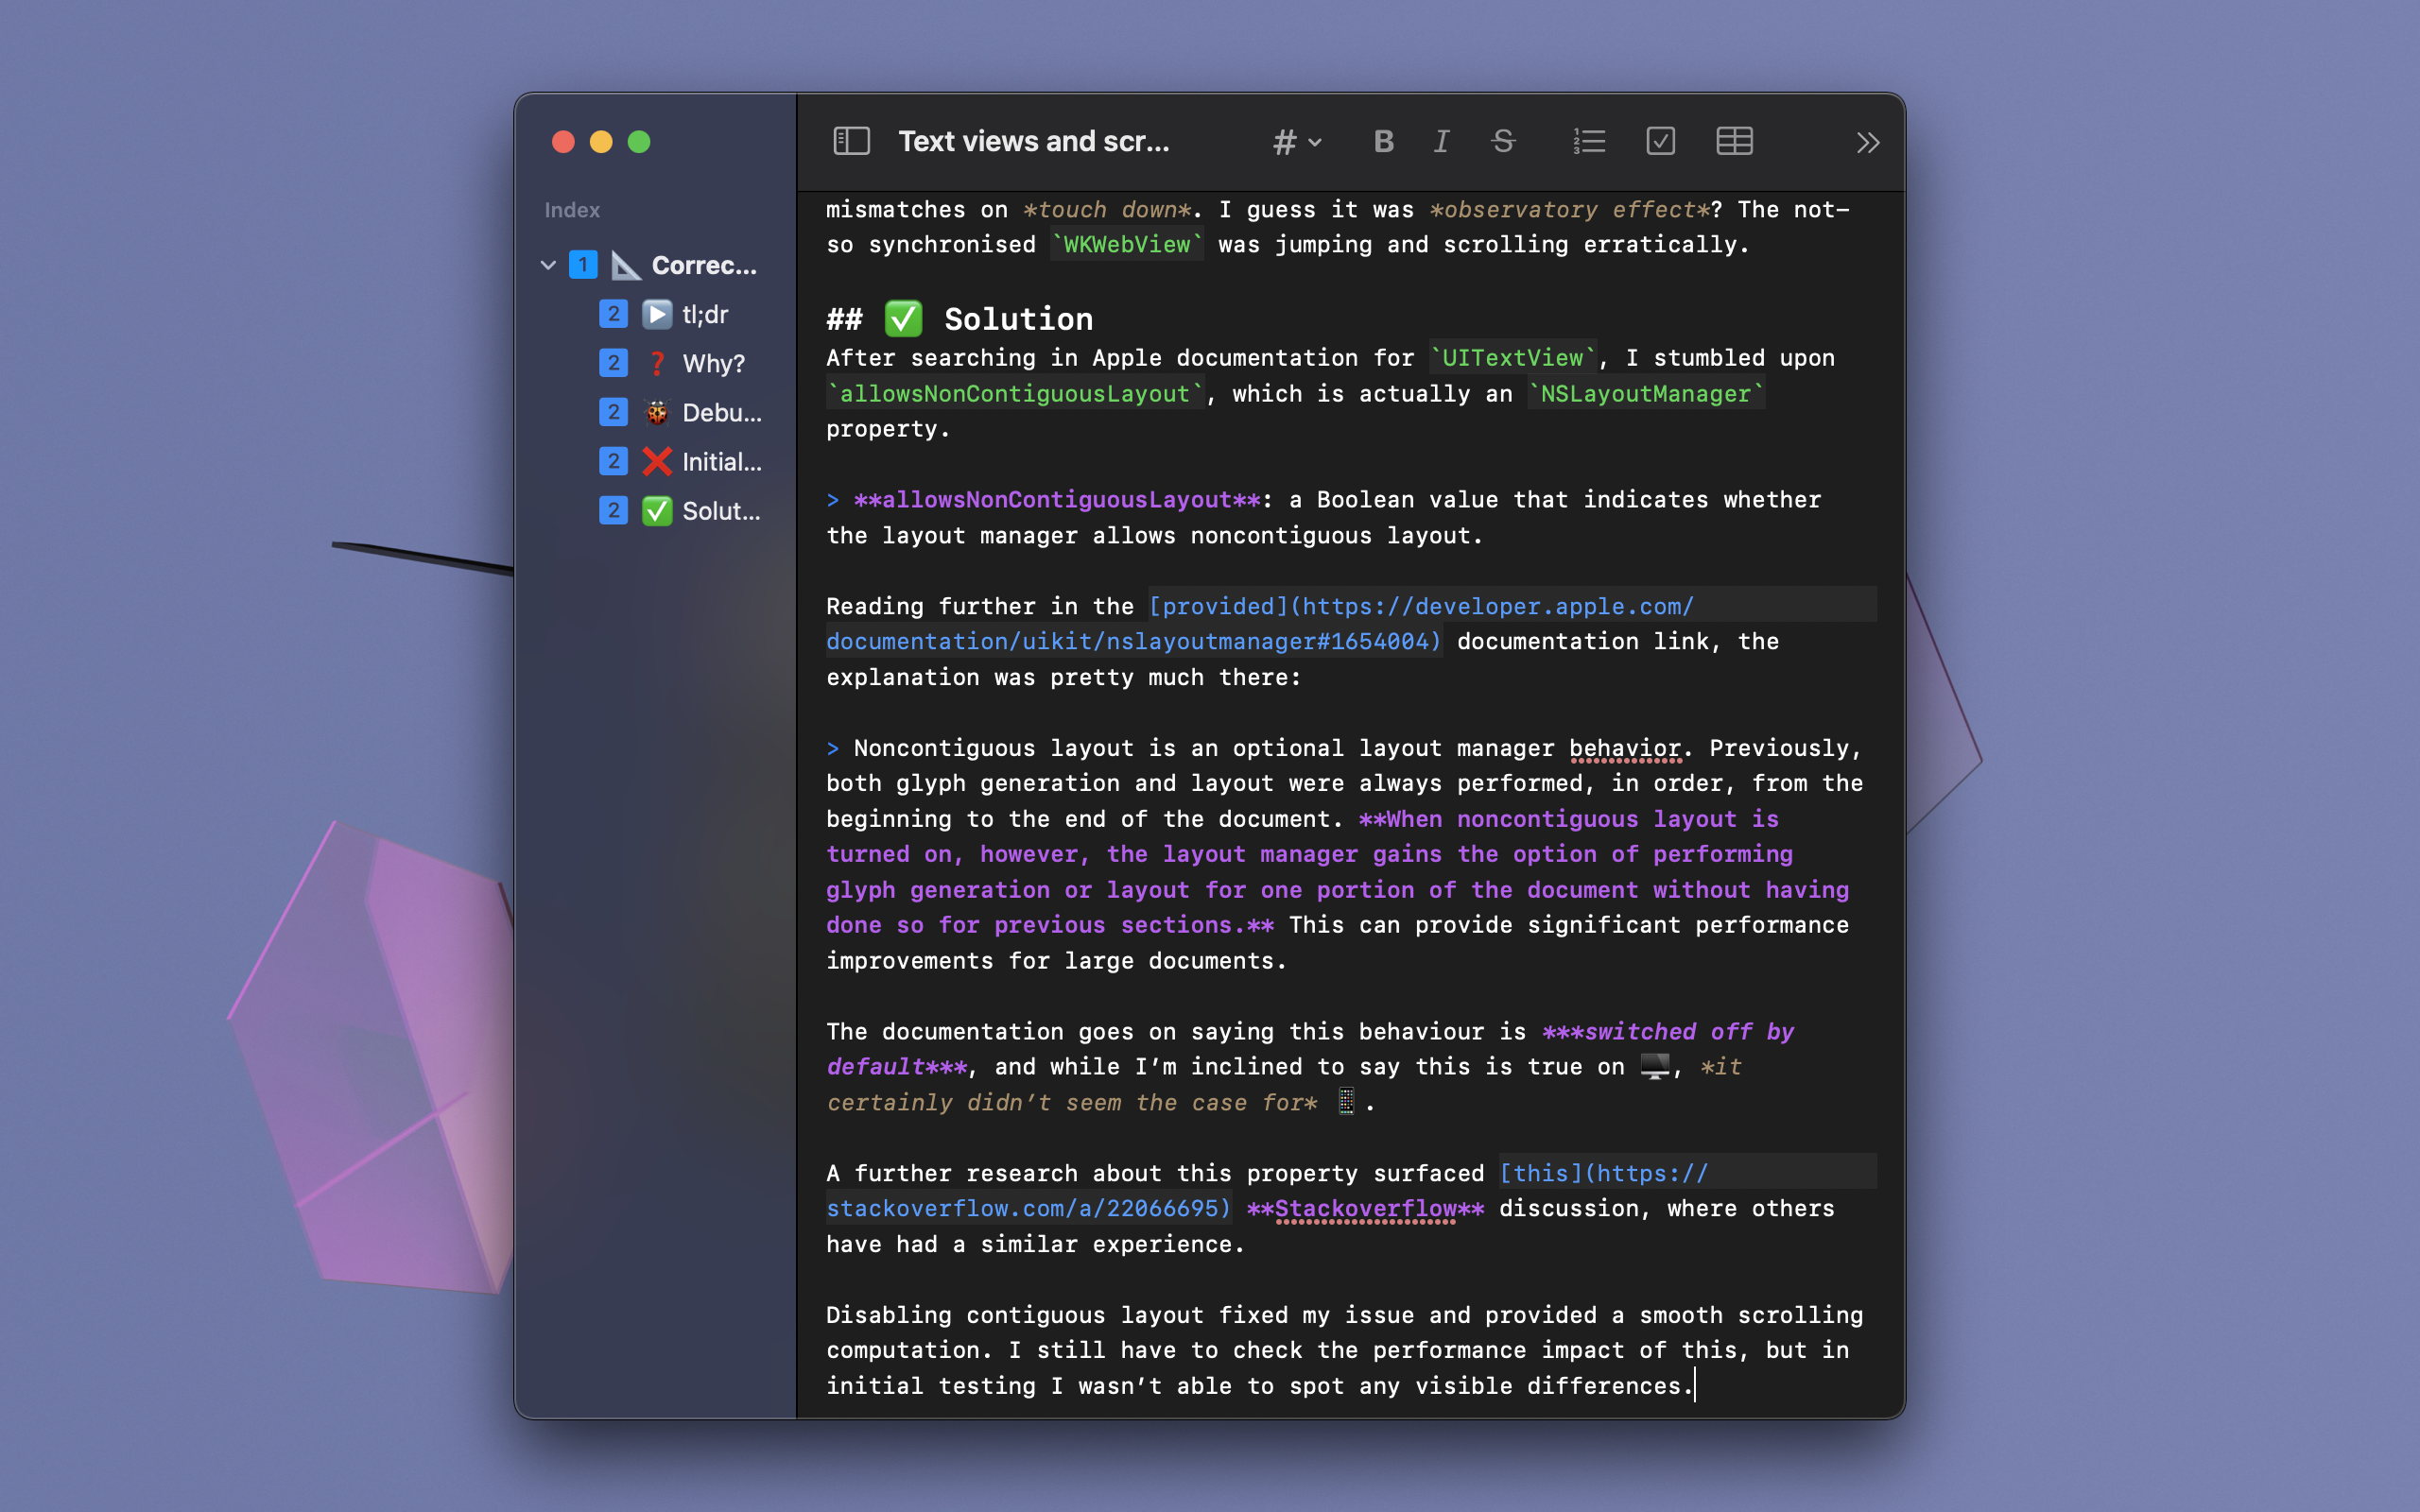 Text views and scr...
#
B
I
S
Index
1 📐 Correc...
2 ▶️ tl;dr
2 ❓ Why?
2 🐞 Debu...
2 ❌ Initial...
2 ✅ Solut...
mismatches on *touch down*. I guess it was *observatory effect*? The not-
so synchronised `WKWebView` was jumping and scrolling erratically.
## ✅ Solution
After searching in Apple documentation for `UITextView`, I stumbled upon
`allowsNonContiguousLayout`, which is actually an `NSLayoutManager`
property.
> **allowsNonContiguousLayout**: a Boolean value that indicates whether
the layout manager allows noncontiguous layout.
Reading further in the [provided](https://developer.apple.com/
documentation/uikit/nslayoutmanager#1654004) documentation link, the
explanation was pretty much there:
> Noncontiguous layout is an optional layout manager behavior. Previously,
both glyph generation and layout were always performed, in order, from the
beginning to the end of the document. **When noncontiguous layout is
turned on, however, the layout manager gains the option of performing
glyph generation or layout for one portion of the document without having
done so for previous sections.** This can provide significant performance
improvements for large documents.
The documentation goes on saying this behaviour is ***switched off by
default***, and while I’m inclined to say this is true on 🖥️, *it
certainly didn’t seem the case for* 📱.
A further research about this property surfaced [this](https://
stackoverflow.com/a/22066695) **Stackoverflow** discussion, where others
have had a similar experience.
Disabling contiguous layout fixed my issue and provided a smooth scrolling
computation. I still have to check the performance impact of this, but in
initial testing I wasn’t able to spot any visible differences.